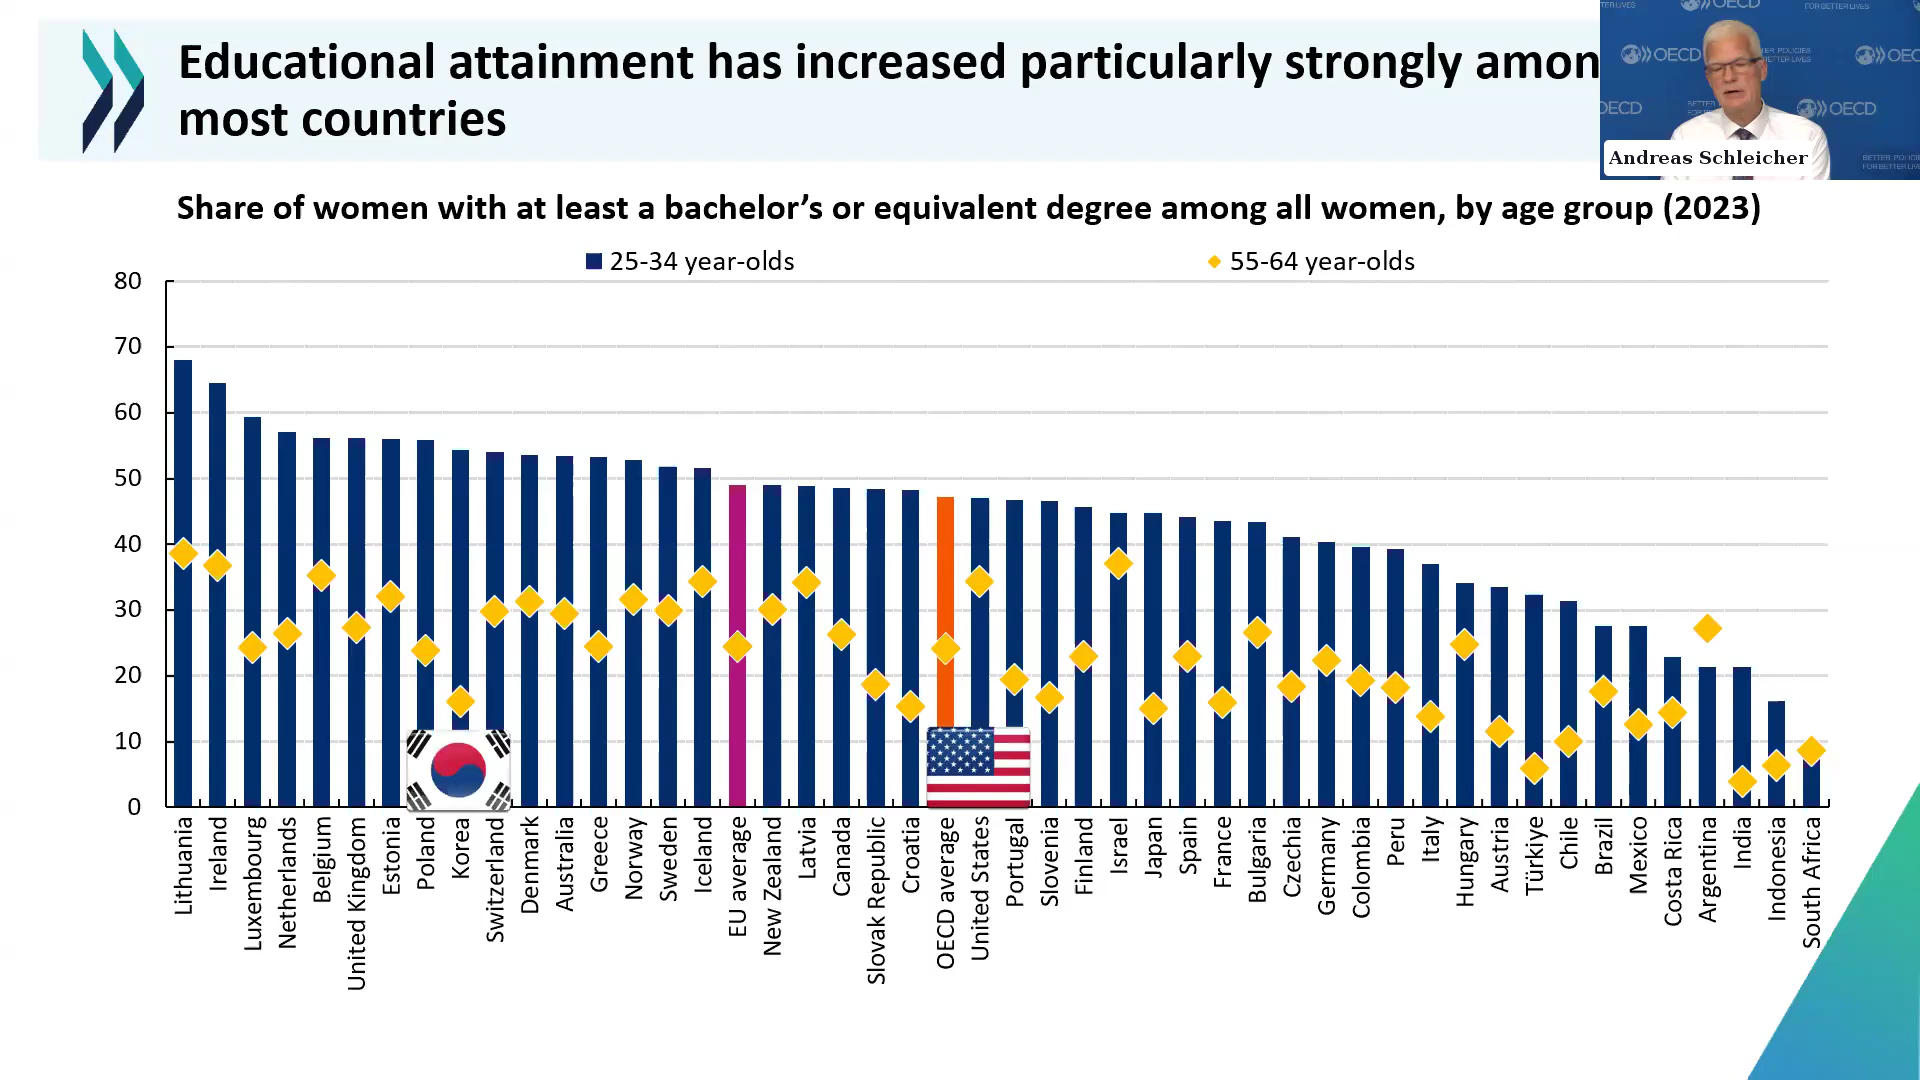 Educational attainment has increased particularly strongly amon
most countries
OECD
BETTER POLICIES
FOR BETTER LIVES
Andreas Schleicher
Share of women with at least a bachelor’s or equivalent degree among all women, by age group (2023)
25-34 year-olds
55-64 year-olds
80
70
60
50
40
30
20
10
0
Lithuania
Ireland
Luxembourg
Netherlands
Belgium
United Kingdom
Estonia
Poland
Korea
Switzerland
Denmark
Australia
Greece
Norway
Sweden
Iceland
EU average
New Zealand
Latvia
Canada
Slovak Republic
Croatia
OECD average
United States
Portugal
Slovenia
Finland
Israel
Japan
Spain
France
Bulgaria
Czechia
Germany
Colombia
Peru
Italy
Hungary
Austria
Türkiye
Chile
Brazil
Mexico
Costa Rica
Argentina
India
Indonesia
South Africa